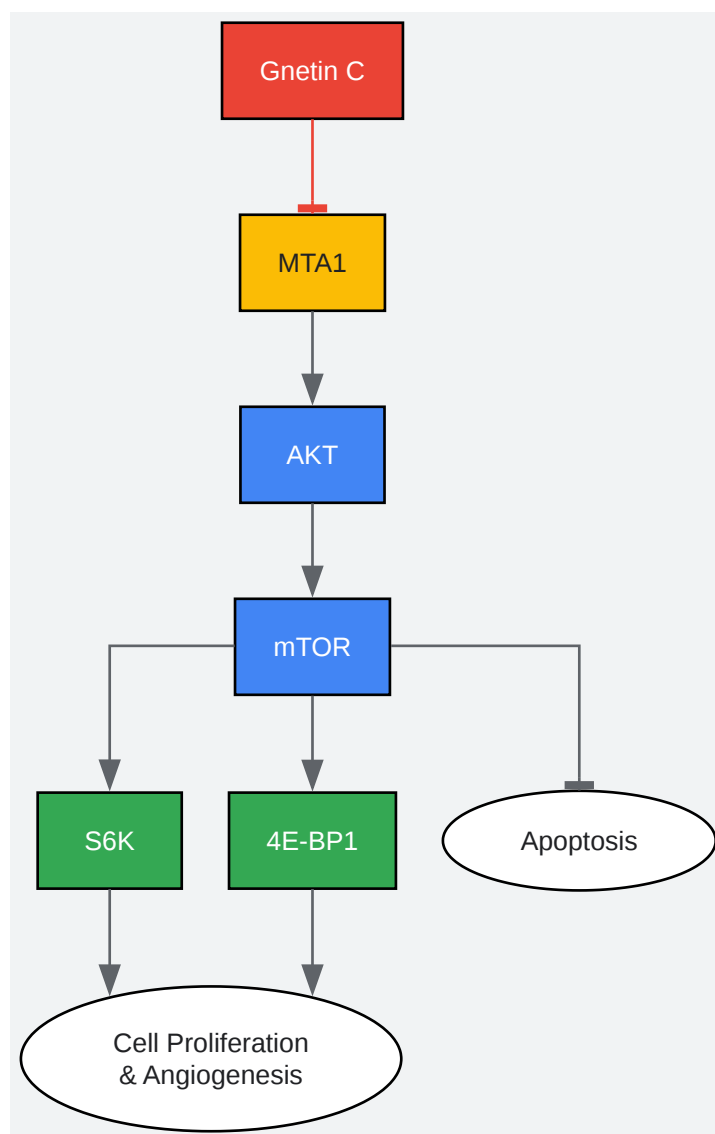 Gnetin C
MTA1
AKT
mTOR
S6K
4E-BP1
Apoptosis
Cell Proliferation
& Angiogenesis